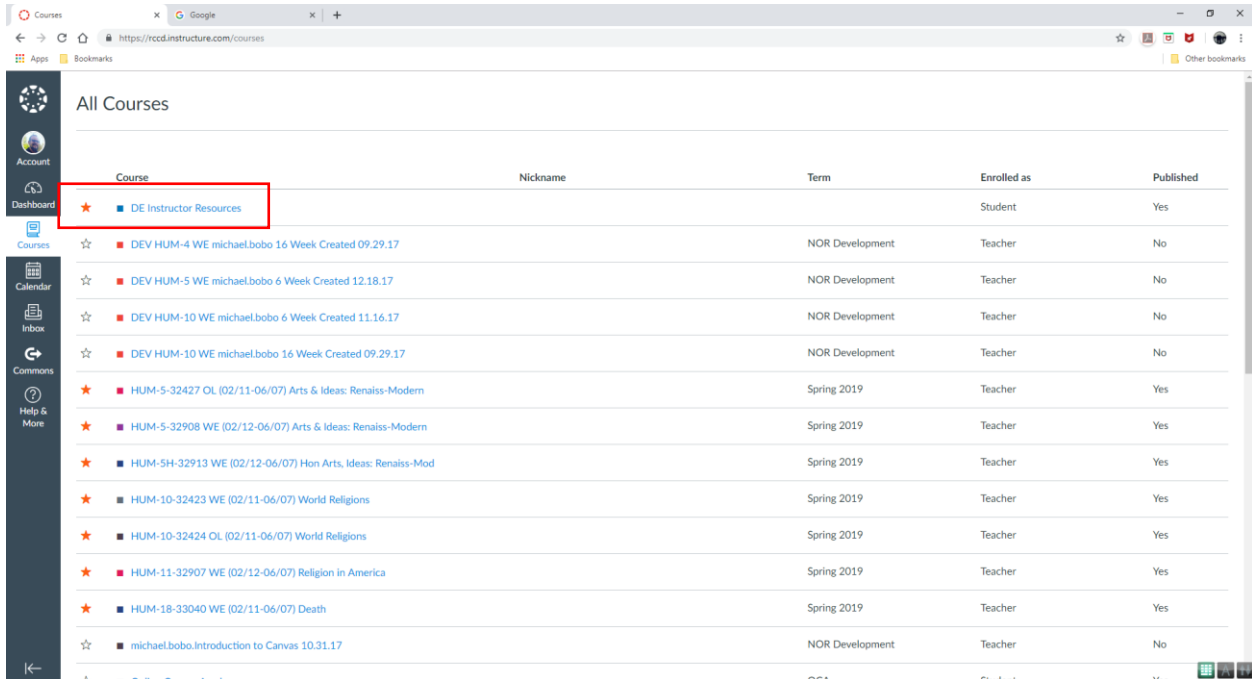 Courses
Google
https://rccd.instructure.com/courses
Apps Bookmarks Other bookmarks
All Courses
Account
Dashboard
Courses
Calendar
Inbox
Commons
Help &
More
Course Nickname Term Enrolled as Published
DE Instructor Resources Student Yes
DEV HUM-4 WE michael.bobo 16 Week Created 09.29.17 NOR Development Teacher No
DEV HUM-5 WE michael.bobo 6 Week Created 12.18.17 NOR Development Teacher No
DEV HUM-10 WE michael.bobo 6 Week Created 11.16.17 NOR Development Teacher No
DEV HUM-10 WE michael.bobo 16 Week Created 09.29.17 NOR Development Teacher No
HUM-5-32427 OL (02/11-06/07) Arts & Ideas: Renaiss-Modern Spring 2019 Teacher Yes
HUM-5-32908 WE (02/12-06/07) Arts & Ideas: Renaiss-Modern Spring 2019 Teacher Yes
HUM-5H-32913 WE (02/12-06/07) Hon Arts, Ideas: Renaiss-Mod Spring 2019 Teacher Yes
HUM-10-32423 WE (02/11-06/07) World Religions Spring 2019 Teacher Yes
HUM-10-32424 OL (02/11-06/07) World Religions Spring 2019 Teacher Yes
HUM-11-32907 WE (02/12-06/07) Religion in America Spring 2019 Teacher Yes
HUM-18-33040 WE (02/11-06/07) Death Spring 2019 Teacher Yes
michael.bobo.Introduction to Canvas 10.31.17 NOR Development Teacher No